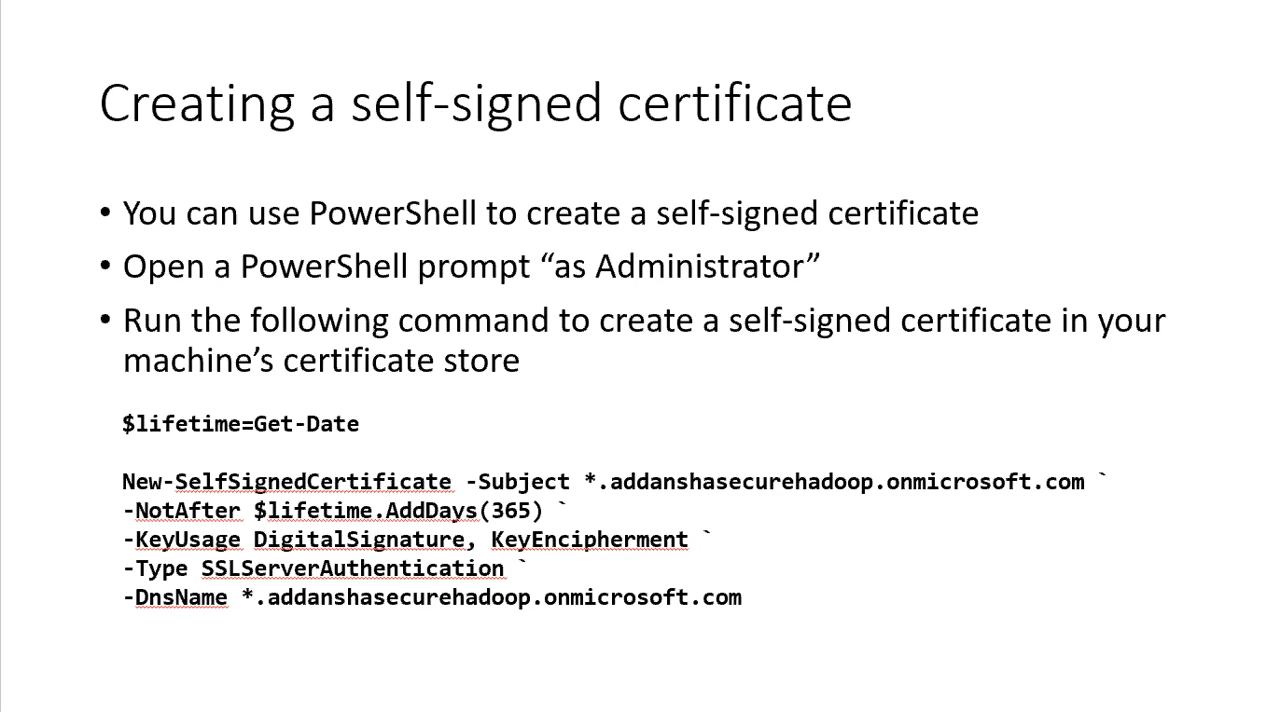 Creating a self-signed certificate
• You can use PowerShell to create a self-signed certificate
• Open a PowerShell prompt “as Administrator”
• Run the following command to create a self-signed certificate in your
machine’s certificate store
$lifetime=Get-Date
New-SelfSignedCertificate -Subject *.addanshasecurehadoop.onmicrosoft.com `
-NotAfter $lifetime.AddDays(365) `
-KeyUsage DigitalSignature, KeyEncipherment `
-Type SSLServerAuthentication `
-DnsName *.addanshasecurehadoop.onmicrosoft.com